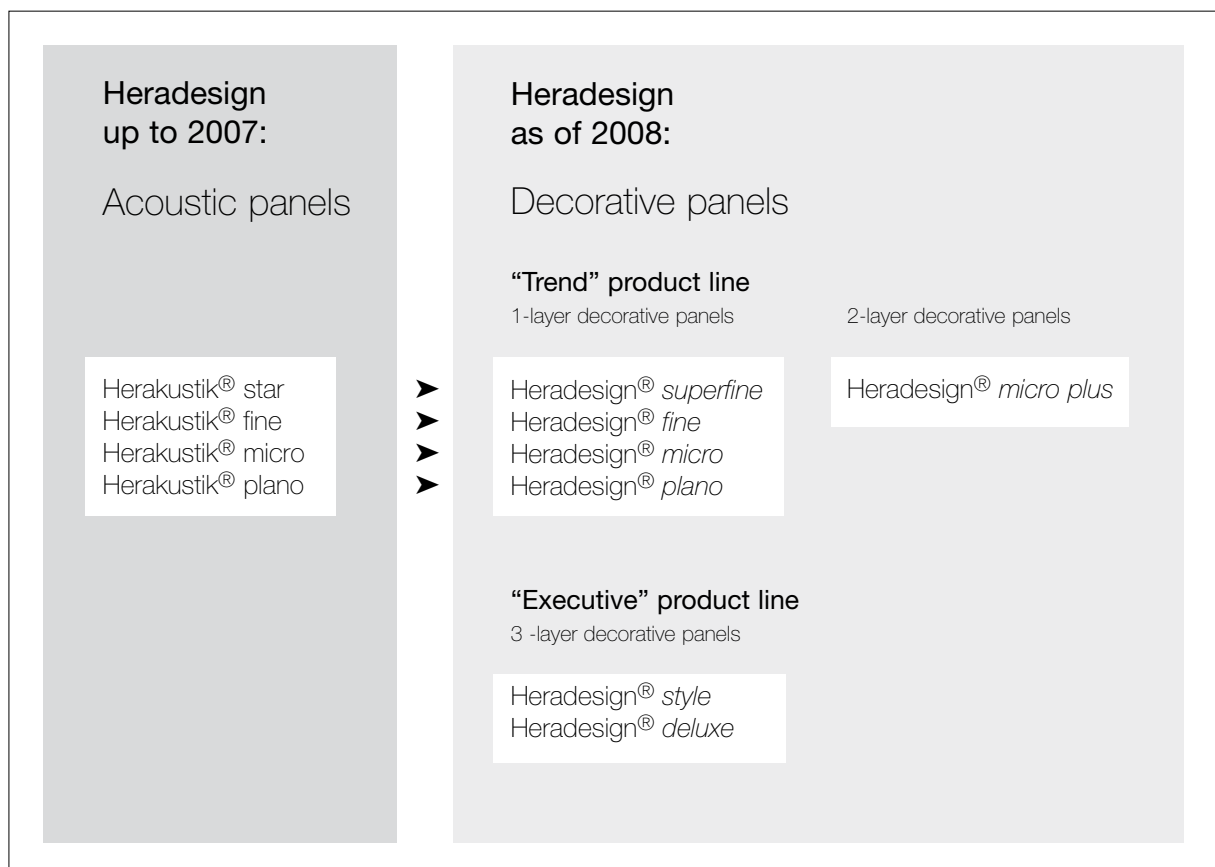 Heradesign
up to 2007:
Acoustic panels
Herakustik® star
Herakustik® fine
Herakustik® micro
Herakustik® plano
Heradesign
as of 2008:
Decorative panels
“Trend” product line
1-layer decorative panels
➤ Heradesign® superfine
➤ Heradesign® fine
➤ Heradesign® micro
➤ Heradesign® plano
2-layer decorative panels
Heradesign® micro plus
“Executive” product line
3 -layer decorative panels
Heradesign® style
Heradesign® deluxe